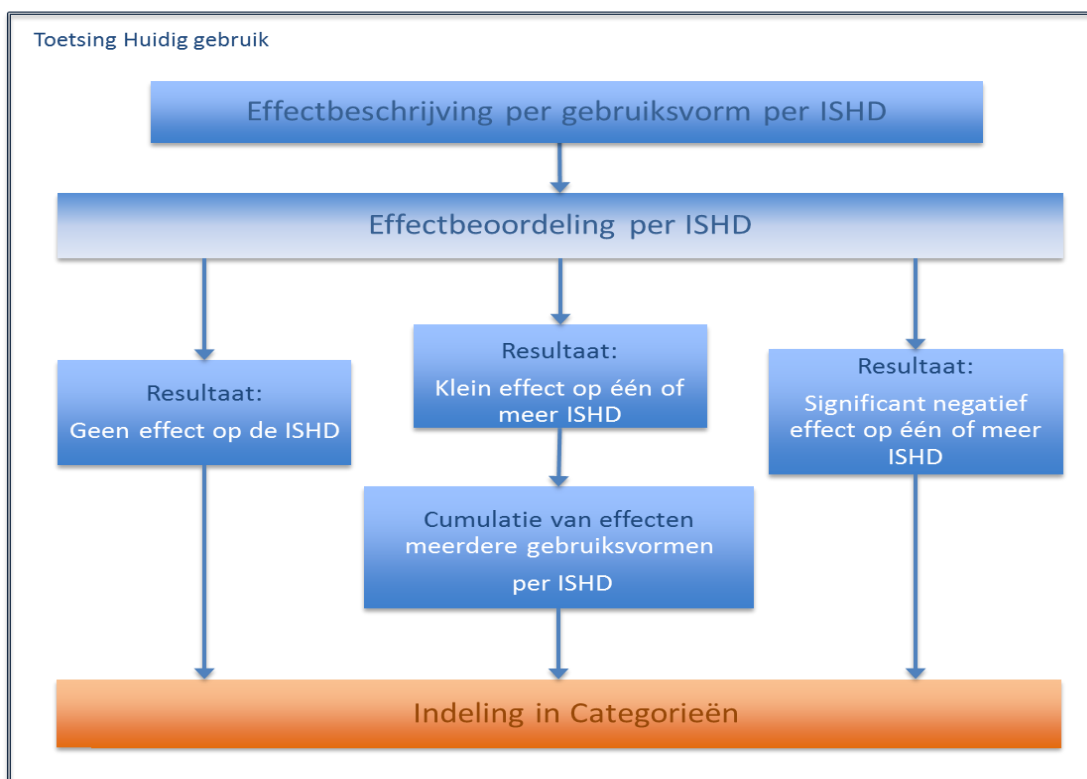 Toetsing Huidig gebruik
Effectbeschrijving per gebruiksvorm per ISHD
Effectbeoordeling per ISHD
Resultaat:
Geen effect op de ISHD
Resultaat:
Klein effect op één of
meer ISHD
Resultaat:
Significant negatief
effect op één of meer
ISHD
Cumulatie van effecten
meerdere gebruiksvormen
per ISHD
Indeling in Categorieën